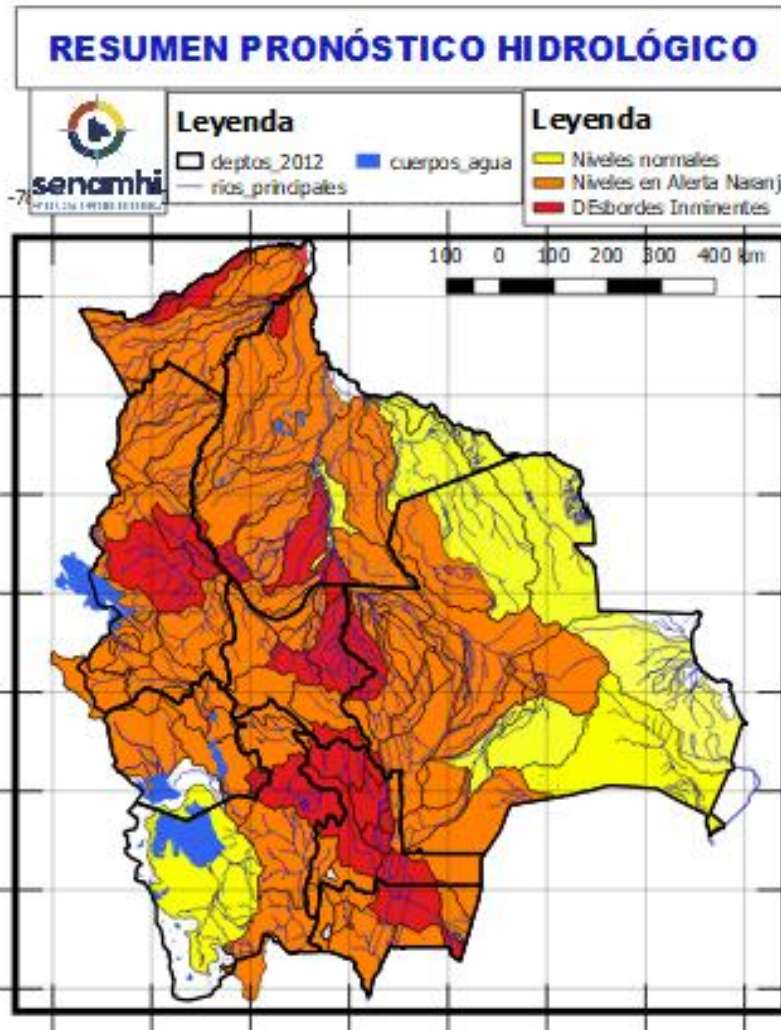 RESUMEN PRONÓSTICO HIDROLÓGICO
senamhi
Leyenda
deptos_2012
cuerpos_agua
rios_principales
Leyenda
Niveles normales
Niveles en Alerta Naranj
DEsbordes Inminentes
100 0 100 200 300 400 km